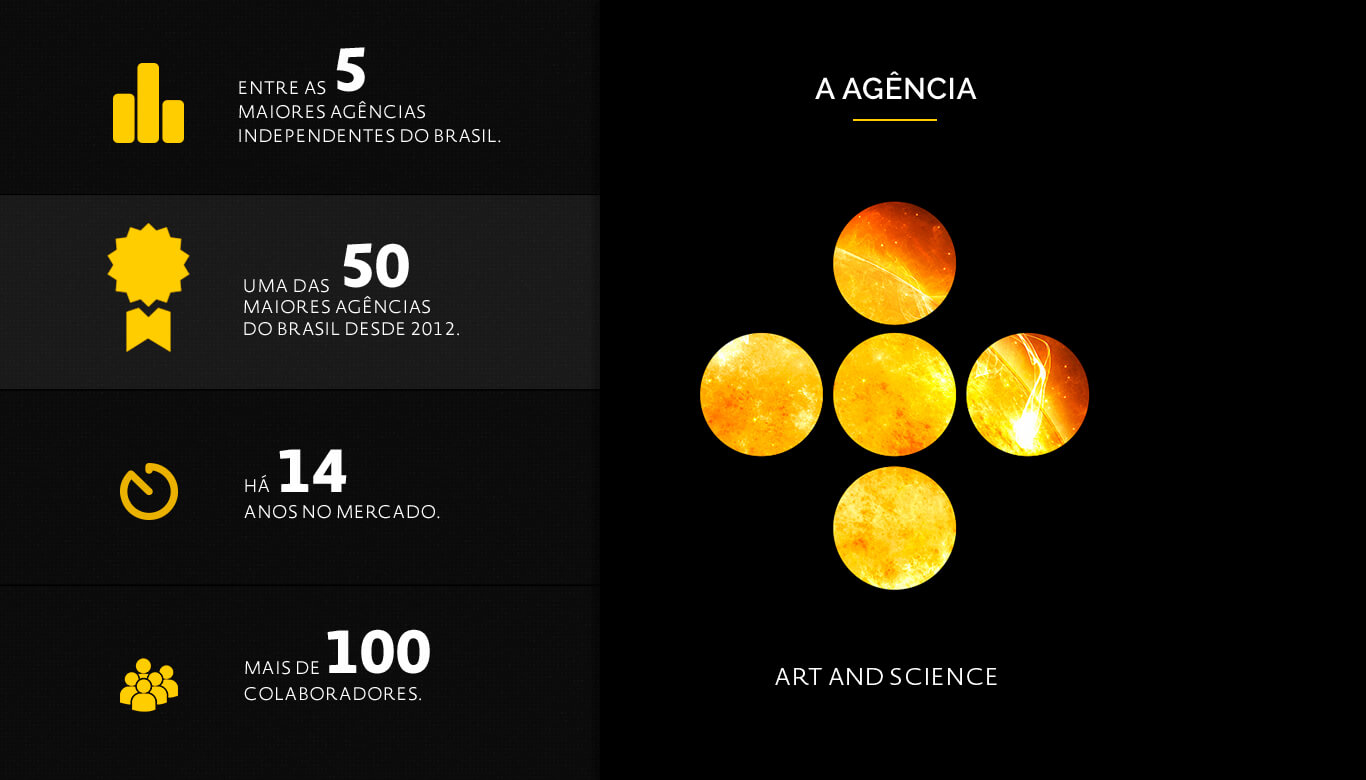 ENTRE AS 5
MAIORES AGÊNCIAS
INDEPENDENTES DO BRASIL.
UMA DAS 50
MAIORES AGÊNCIAS
DO BRASIL DESDE 2012.
HÁ 14
ANOS NO MERCADO.
MAIS DE 100
COLABORADORES.
A AGÊNCIA
ART AND SCIENCE